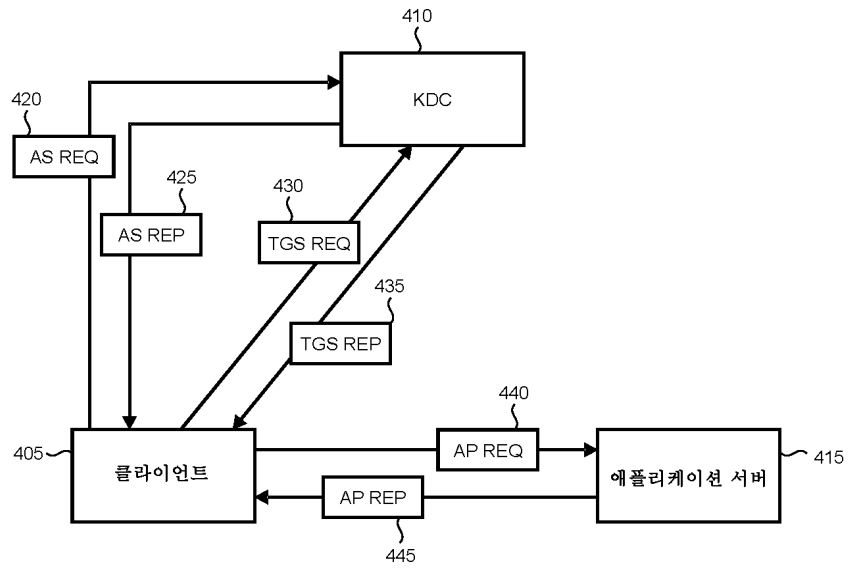 410
KDC
420
AS REQ
425
AS REP
430
TGS REQ
435
TGS REP
440
AP REQ
405
클라이언트
애플리케이션 서버
415
AP REP
445